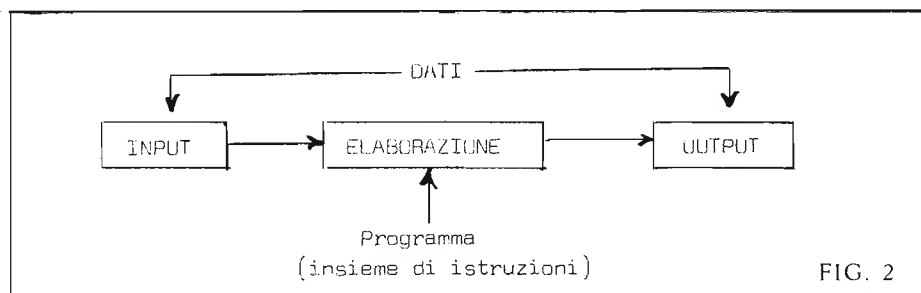 DATI
INPUT ELABORAZIONE OUTPUT
Programma
(insieme di istruzioni)
FIG. 2